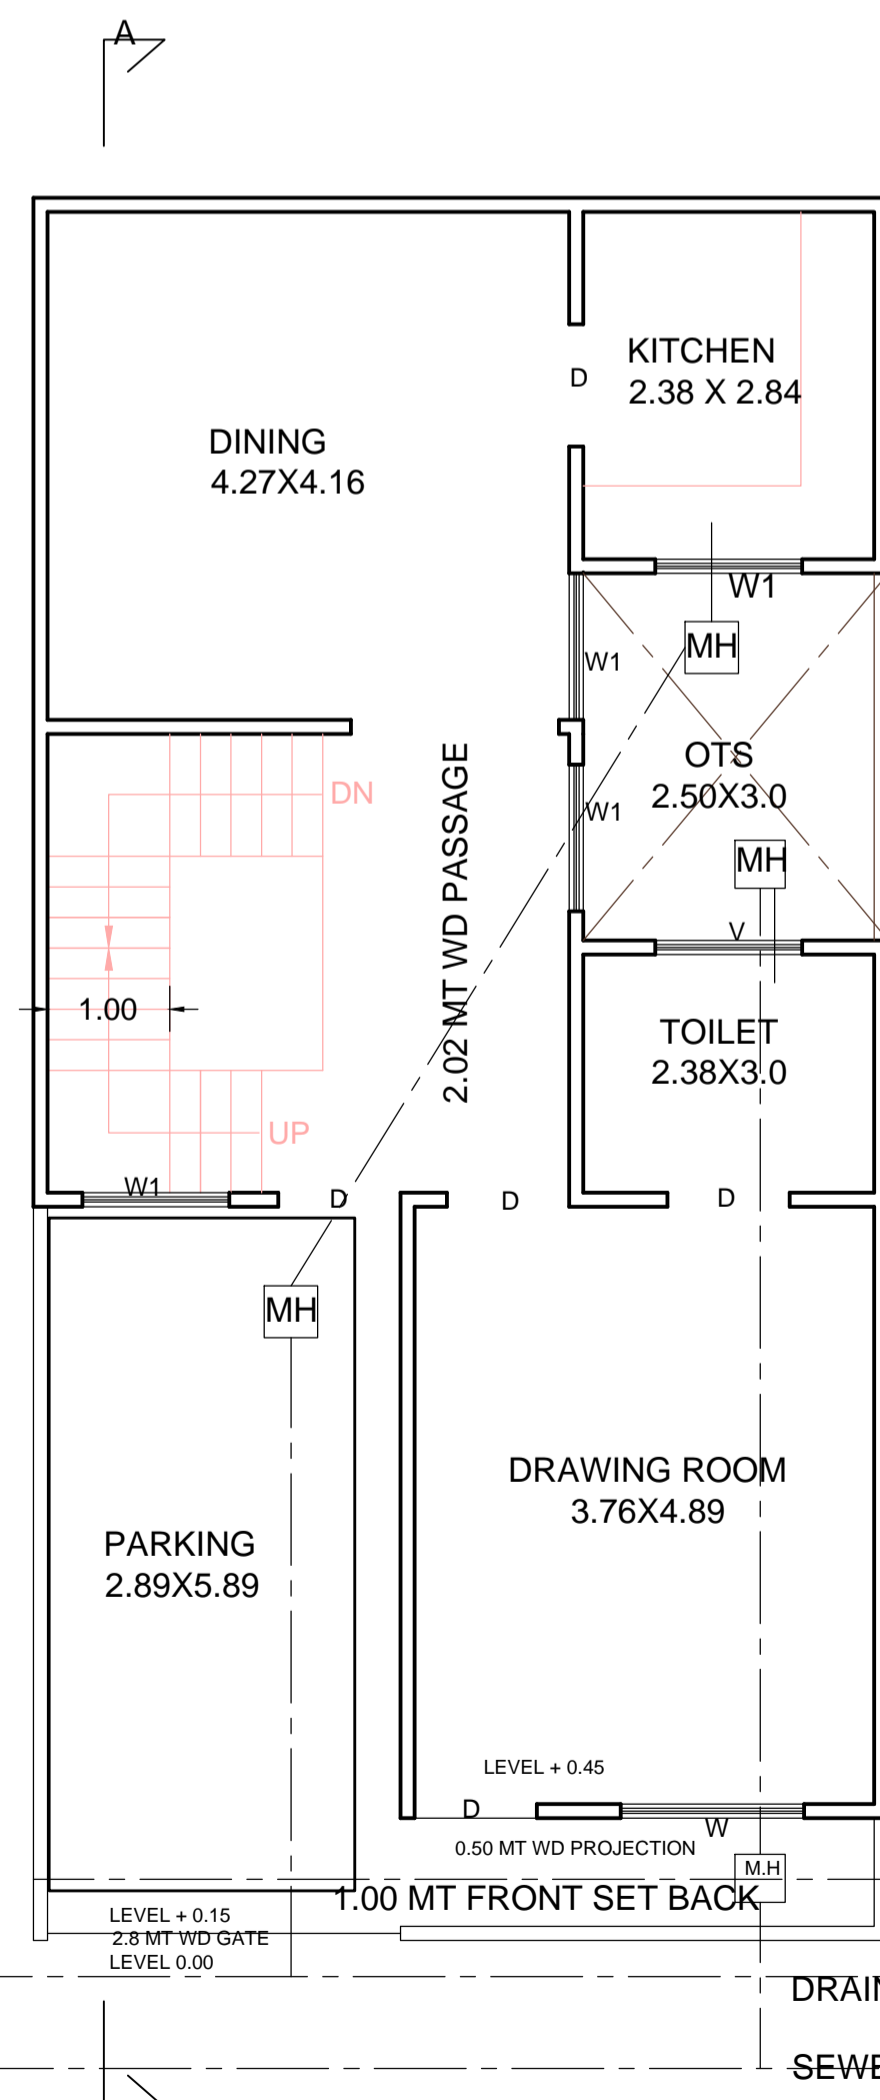 A
KITCHEN
2.38 X 2.84
D
DINING
4.27X4.16
W1
MH
W1
OTS
2.50X3.0
DN
W1
MH
2.02 MT WD PASSAGE
V
1.00
TOILET
2.38X3.0
UP
W1
D
D
D
MH
DRAWING ROOM
3.76X4.89
PARKING
2.89X5.89
LEVEL + 0.45
D
W
0.50 MT WD PROJECTION
M.H
1.00 MT FRONT SET BACK
LEVEL + 0.15
2.8 MT WD GATE
LEVEL 0.00
DRAIN
SEWE